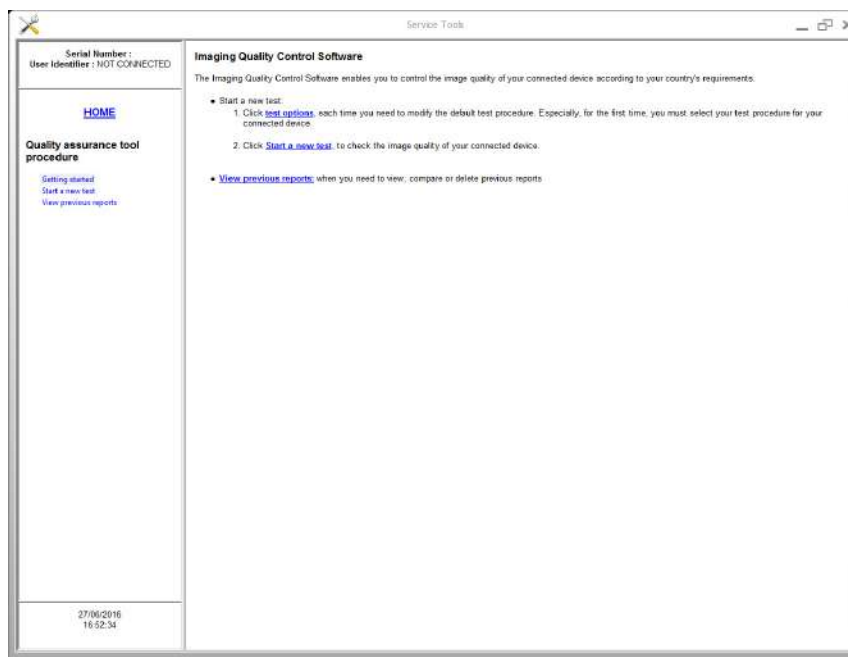 Service Tools
Serial Number :
User Identifier : NOT CONNECTED
HOME
Quality assurance tool
procedure
Getting started
Start a new test
View previous reports
27/06/2016
16:52:34
Imaging Quality Control Software
The Imaging Quality Control Software enables you to control the image quality of your connected device according to your country's requirements.
• Start a new test:
1. Click test options, each time you need to modify the default test procedure. Especially, for the first time, you must select your test procedure for your
connected device
2. Click Start a new test, to check the image quality of your connected device.
• View previous reports: when you need to view, compare or delete previous reports